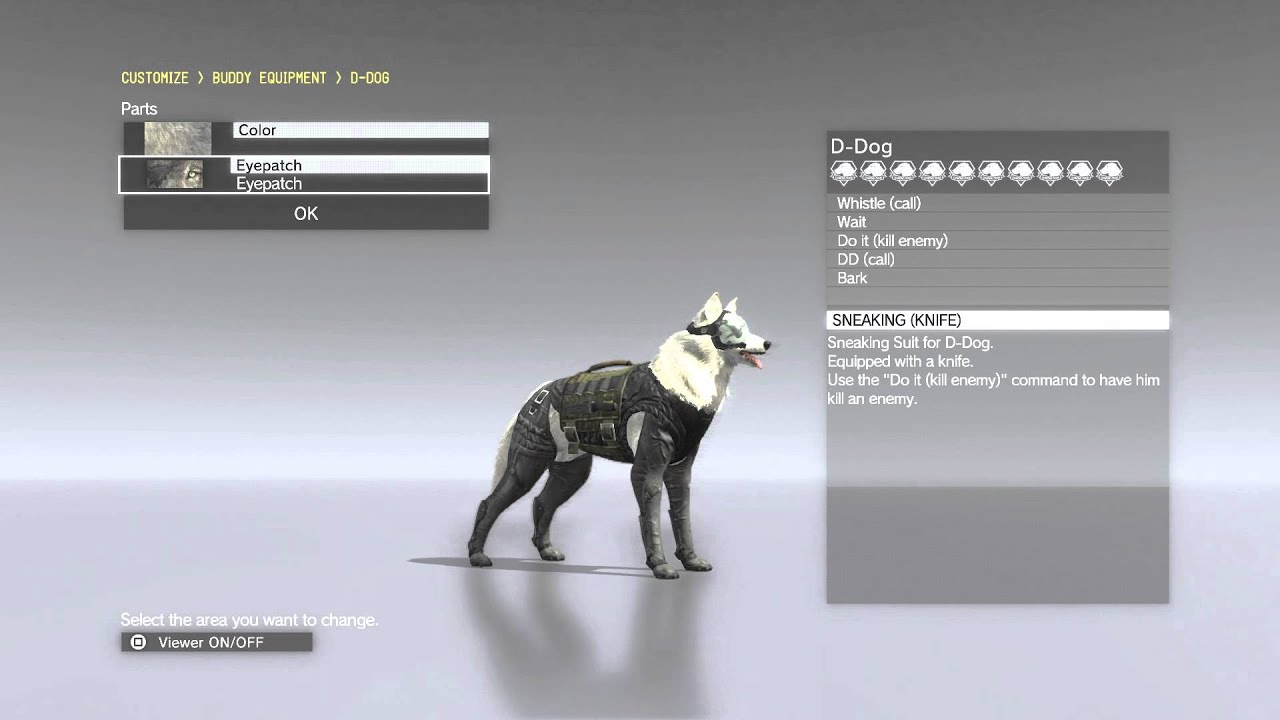 CUSTOMIZE > BUDDY EQUIPMENT > D-DOG
Parts
Color
Eyepatch
Eyepatch
OK
D-Dog
Whistle (call)
Wait
Do it (kill enemy)
DD (call)
Bark
SNEAKING (KNIFE)
Sneaking Suit for D-Dog.
Equipped with a knife.
Use the "Do it (kill enemy)" command to have him
kill an enemy.
Select the area you want to change.
Viewer ON/OFF